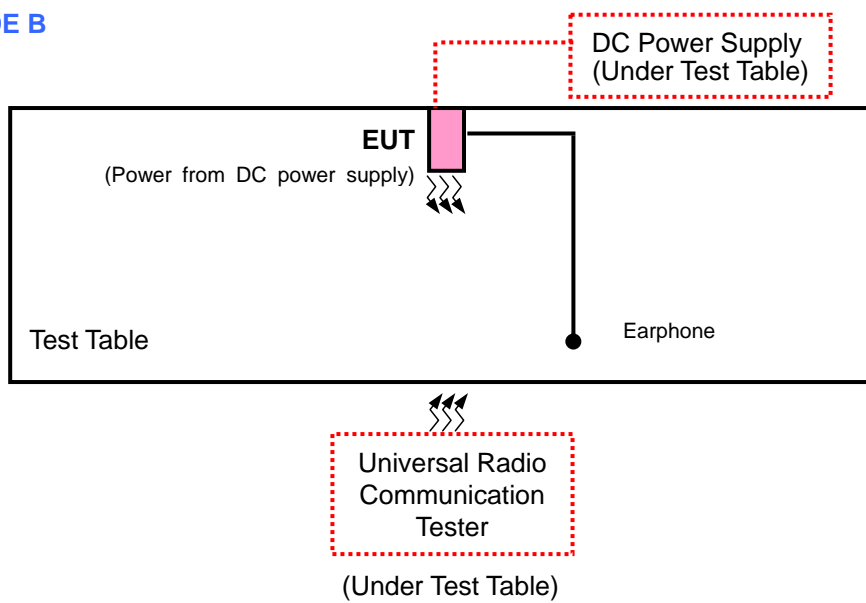 DE B
DC Power Supply
(Under Test Table)
EUT
(Power from DC power supply)
Test Table
Earphone
Universal Radio
Communication
Tester
(Under Test Table)